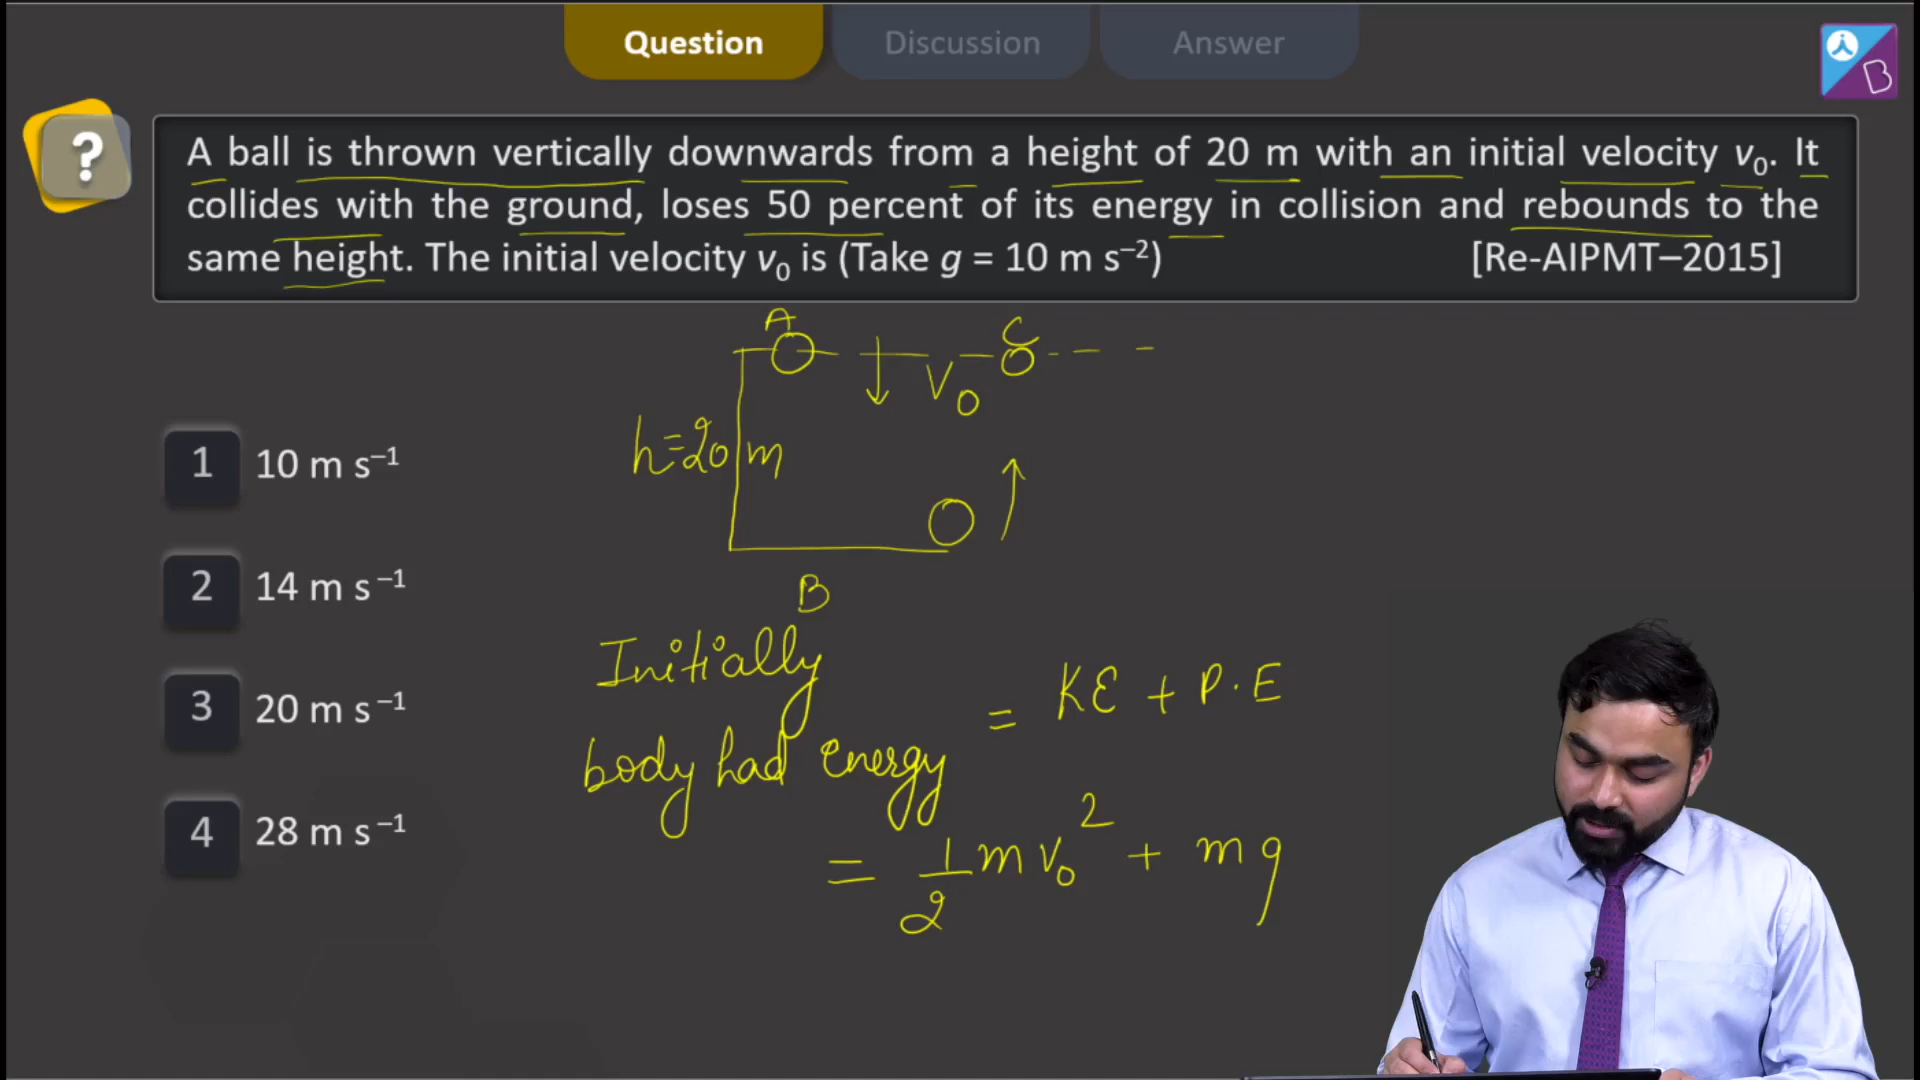 Question Discussion Answer
?
A ball is thrown vertically downwards from a height of 20 m with an initial velocity v₀. It
collides with the ground, loses 50 percent of its energy in collision and rebounds to the
same height. The initial velocity v₀ is (Take g = 10 m s⁻²) [Re-AIPMT–2015]
A C
V₀
h=20 m
B
1 10 m s⁻¹
2 14 m s⁻¹
3 20 m s⁻¹
4 28 m s⁻¹
Initially
body had energy = KE + P.E
= 1/2 m v₀² + mg
B